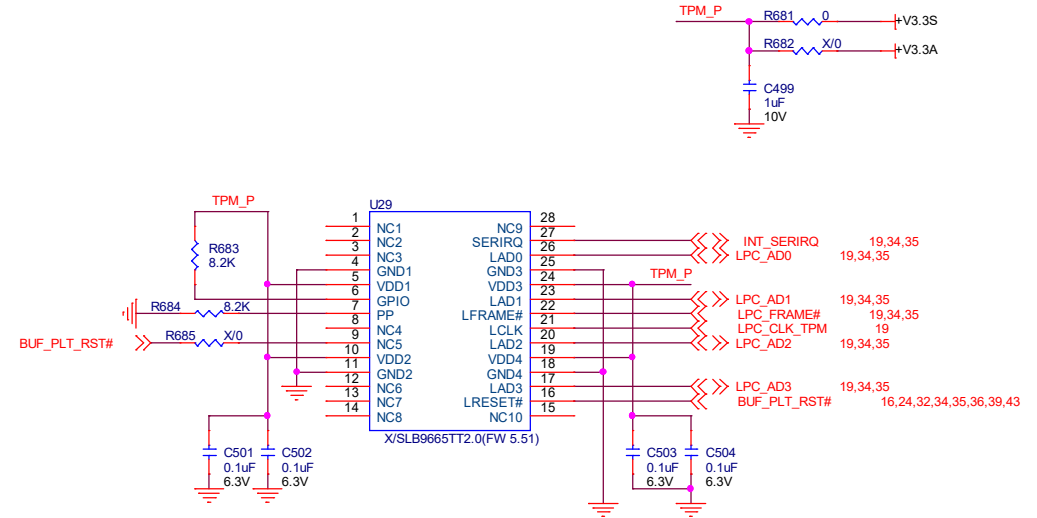 TPM_P R681 0 +V3.3S
R682 X/0 +V3.3A
C499
1uF
10V
TPM_P
U29
R683
8.2K
R684 8.2K
BUF_PLT_RST# R685 X/0
1 NC1
2 NC2
3 NC3
4 GND1
5 VDD1
6 GPIO
7 PP
8 NC4
9 NC5
10 VDD2
11 GND2
12 NC6
13 NC7
14 NC8
NC9 28
SERIRQ 27 INT_SERIRQ 19,34,35
LAD0 26 LPC_AD0 19,34,35
GND3 25
VDD3 24 TPM_P
LAD1 23 LPC_AD1 19,34,35
LFRAME# 22 LPC_FRAME# 19,34,35
LCLK 21 LPC_CLK_TPM 19
LAD2 20 LPC_AD2 19,34,35
VDD4 19
GND4 18
LAD3 17 LPC_AD3 19,34,35
LRESET# 16 BUF_PLT_RST# 16,24,32,34,35,36,39,43
NC10 15
X/SLB9665TT2.0(FW 5.51)
C501
0.1uF
6.3V
C502
0.1uF
6.3V
C503
0.1uF
6.3V
C504
0.1uF
6.3V